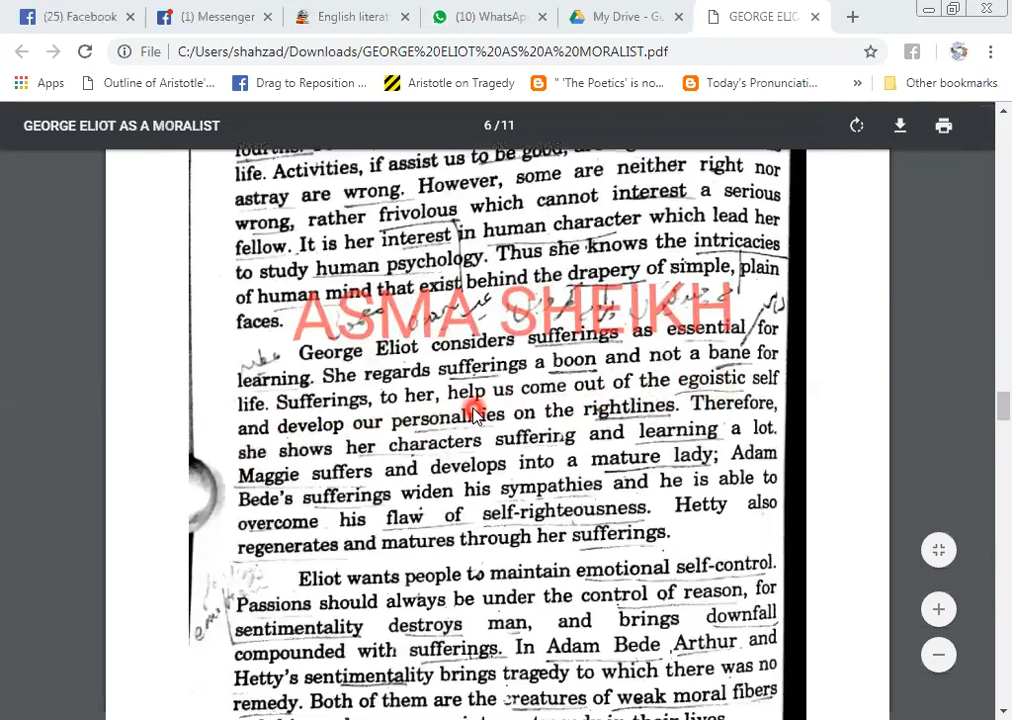 (25) Facebook
(1) Messenger
English literat
(10) WhatsApp
My Drive - Go
GEORGE ELIO
File C:/Users/shahzad/Downloads/GEORGE%20ELIOT%20AS%20A%20MORALIST.pdf
Apps Outline of Aristotle'... Drag to Reposition ... Aristotle on Tragedy " 'The Poetics' is no... Today's Pronunciati... » Other bookmarks
GEORGE ELIOT AS A MORALIST 6 / 11
life. Activities, if assist us to be good,
astray are wrong. However, some are neither right nor
wrong, rather frivolous which cannot interest a serious
fellow. It is her interest in human character which lead her
to study human psychology. Thus she knows the intricacies
of human mind that exist behind the drapery of simple, plain
faces.
ASMA SHEIKH
George Eliot considers sufferings as essential for
learning. She regards sufferings a boon and not a bane for
life. Sufferings, to her, help us come out of the egoistic self
and develop our personalities on the rightlines. Therefore,
she shows her characters suffering and learning a lot.
Maggie suffers and develops into a mature lady; Adam
Bede's sufferings widen his sympathies and he is able to
overcome his flaw of self-righteousness. Hetty also
regenerates and matures through her sufferings.
Eliot wants people to maintain emotional self-control.
Passions should always be under the control of reason, for
sentimentality destroys man, and brings downfall
compounded with sufferings. In Adam Bede Arthur and
Hetty's sentimentality brings tragedy to which there was no
remedy. Both of them are the creatures of weak moral fibers
in their lives